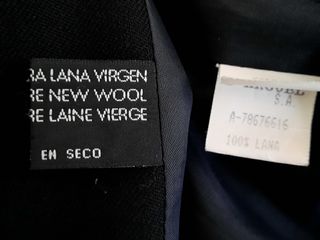 RA LANA VIRGEN
RE NEW WOOL
RE LAINE VIERGE
EN SECO
S.A.
A-78676616
100% LANA